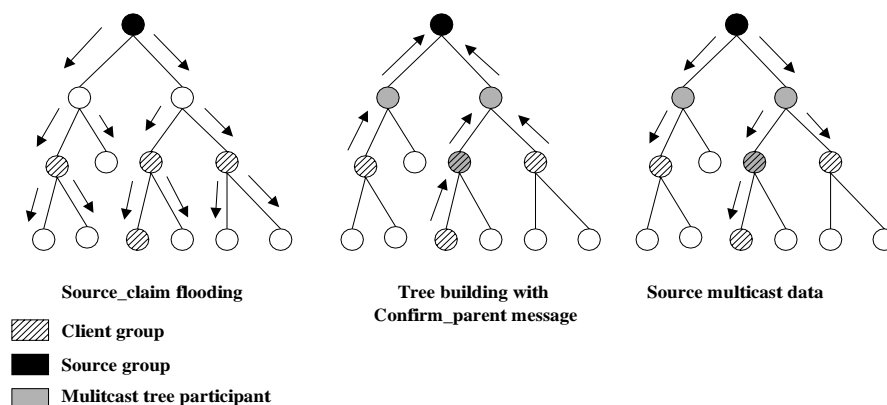 Source_claim flooding
Tree building with
Confirm_parent message
Source multicast data
Client group
Source group
Mulitcast tree participant